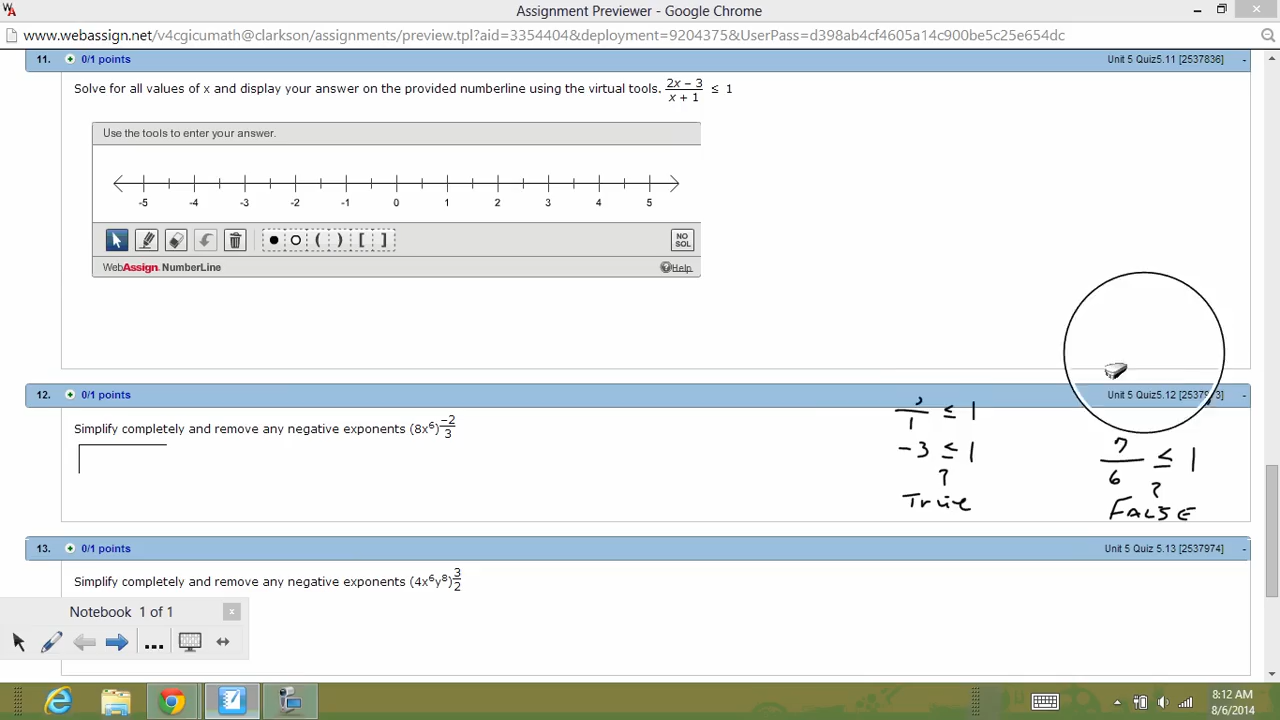 Assignment Previewer - Google Chrome
www.webassign.net/v4cgicumath@clarkson/assignments/preview.tpl?aid=3354404&deployment=9204375&UserPass=d398ab4cf4605a14c900be5c25e654dc
11. 0/1 points Unit 5 Quiz5.11 [2537836] -
Solve for all values of x and display your answer on the provided numberline using the virtual tools. (2x − 3)/(x + 1) ≤ 1
Use the tools to enter your answer.
-5 -4 -3 -2 -1 0 1 2 3 4 5
( ) [ ] NO SOL
WebAssign. NumberLine Help
12. 0/1 points Unit 5 Quiz5.12 [2537973] -
Simplify completely and remove any negative exponents (8x⁶)^(−2/3)
/1 ≤ 1
-3 ≤ 1
?
True
7/6 ≤ 1
?
FALSE
13. 0/1 points Unit 5 Quiz 5.13 [2537974] -
Simplify completely and remove any negative exponents (4x⁶y⁸)^(3/2)
Notebook 1 of 1 x
...
8:12 AM
8/6/2014